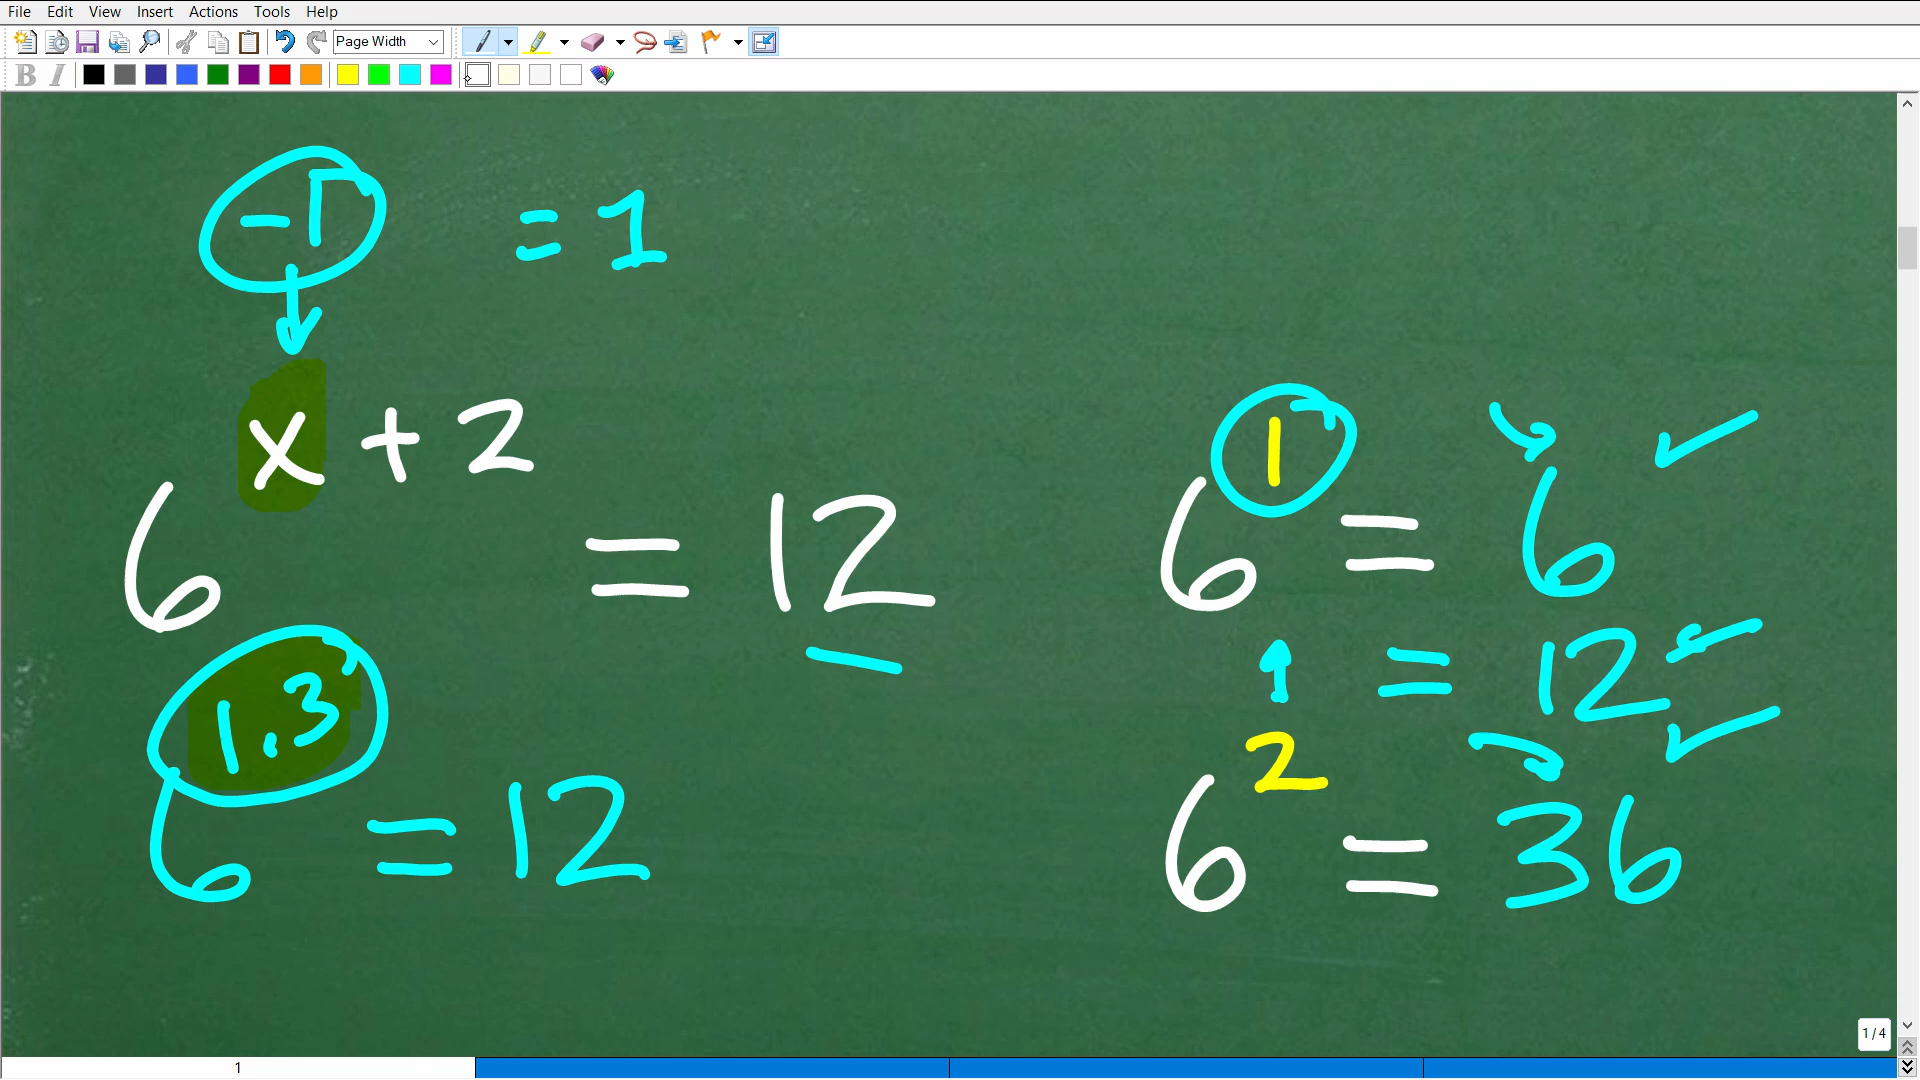 File Edit View Insert Actions Tools Help
Page Width
B I
-1 = 1
6^{x + 2} = 12
6^{1.3} = 12
6^{1} = 6 ✓
↑ = 12
6^{2} = 36 ✓
1 / 4
1